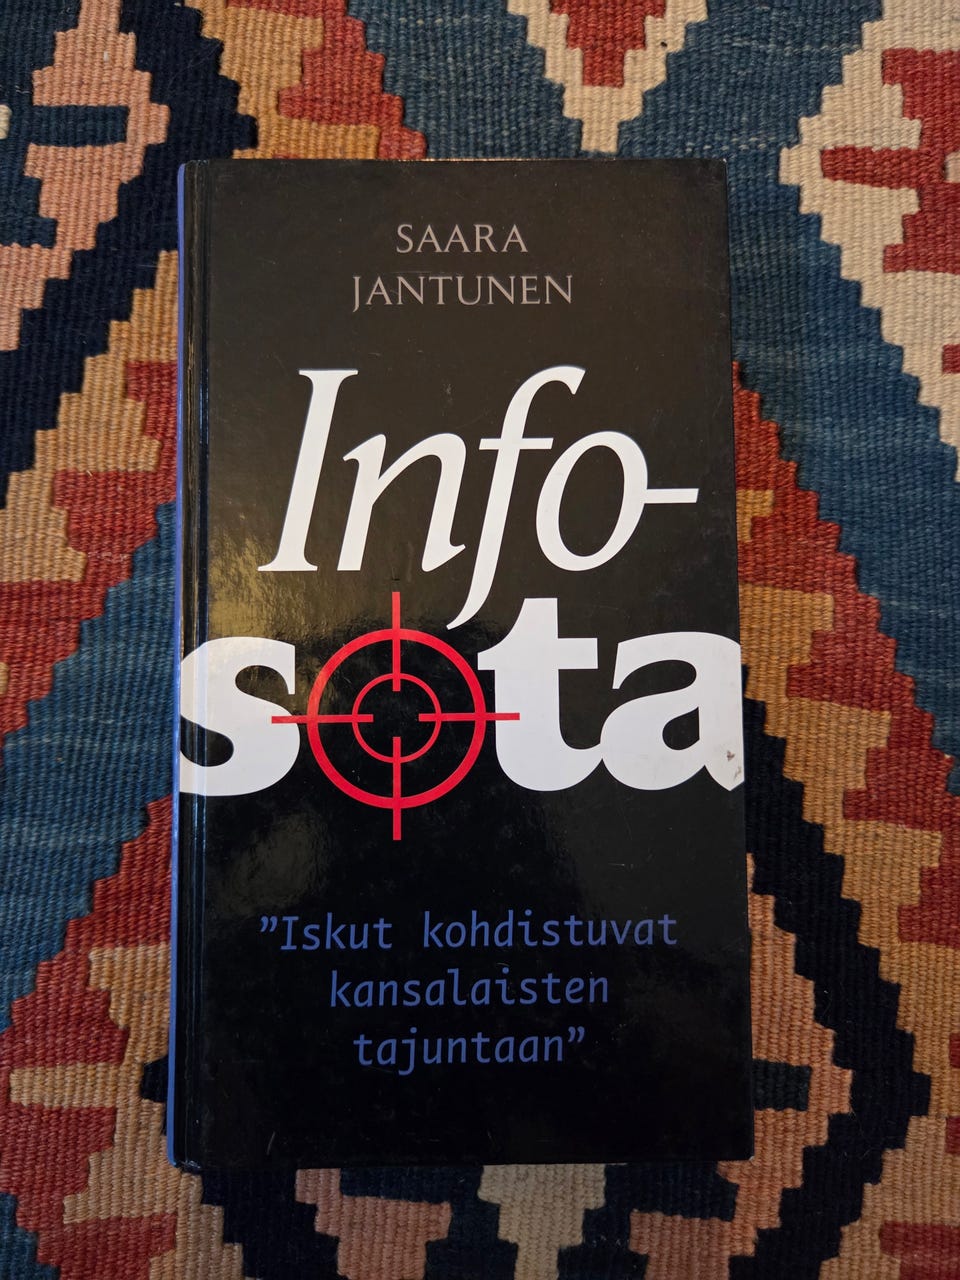 SAARA
JANTUNEN
Info-
sota
”Iskut kohdistuvat
kansalaisten
tajuntaan”